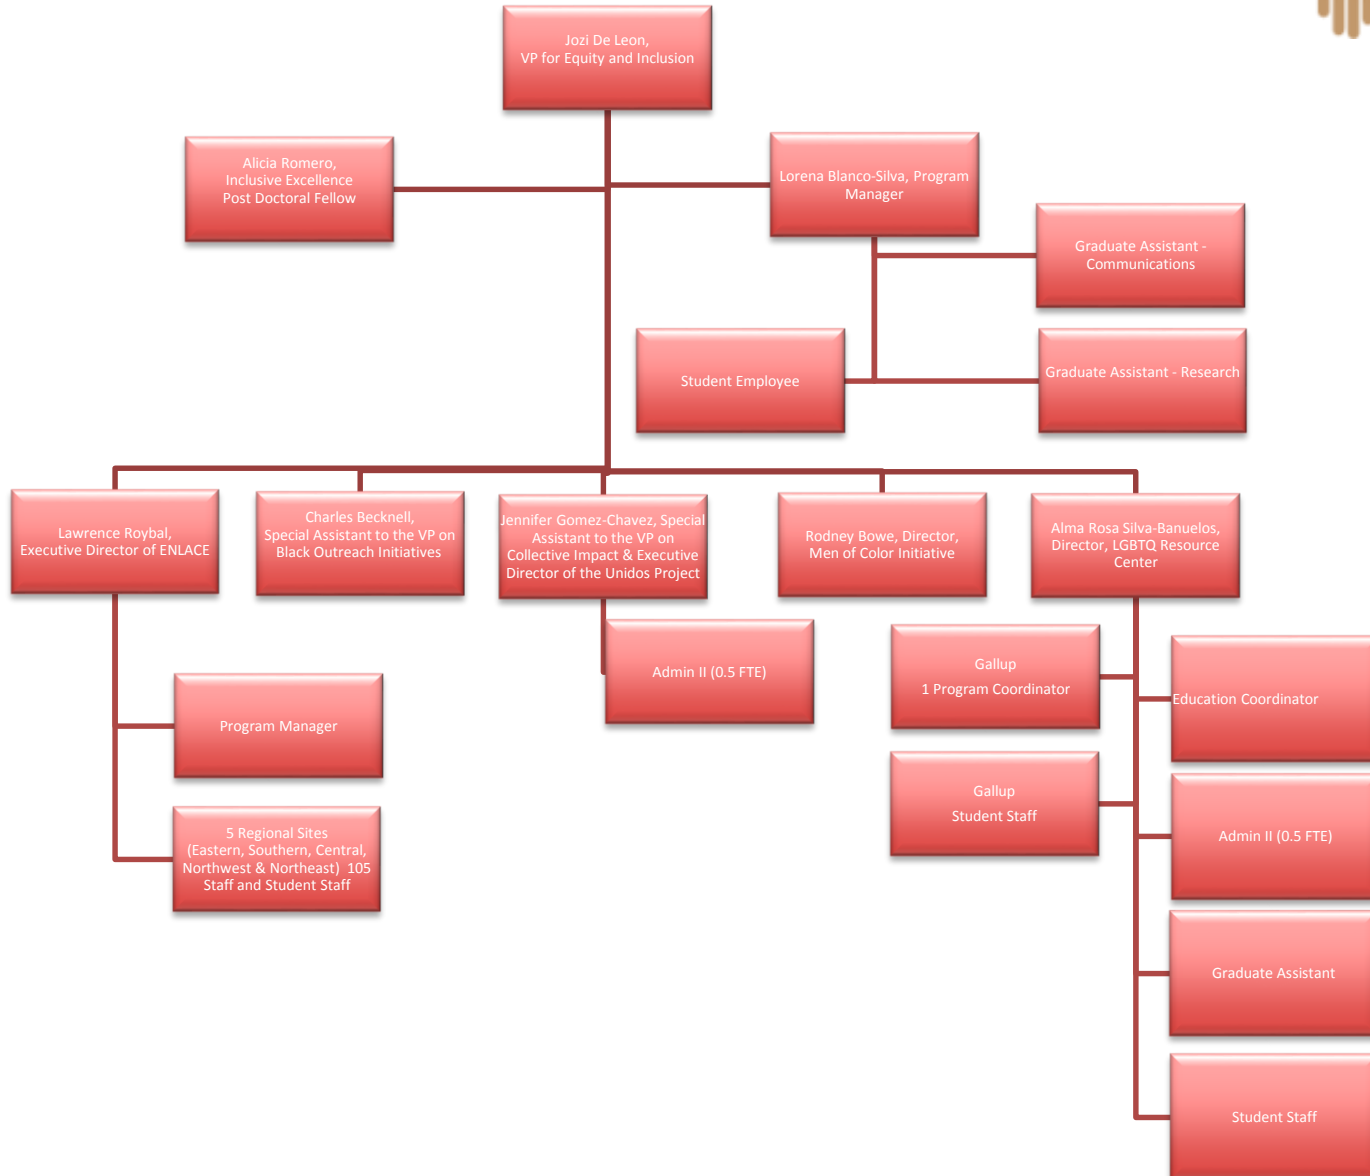 Jozi De Leon,
VP for Equity and Inclusion
Alicia Romero,
Inclusive Excellence
Post Doctoral Fellow
Lorena Blanco-Silva, Program
Manager
Graduate Assistant -
Communications
Student Employee
Graduate Assistant - Research
Lawrence Roybal,
Executive Director of ENLACE
Charles Becknell,
Special Assistant to the VP on
Black Outreach Initiatives
Jennifer Gomez-Chavez, Special
Assistant to the VP on
Collective Impact & Executive
Director of the Unidos Project
Rodney Bowe, Director,
Men of Color Initiative
Alma Rosa Silva-Banuelos,
Director, LGBTQ Resource
Center
Program Manager
5 Regional Sites
(Eastern, Southern, Central,
Northwest & Northeast) 105
Staff and Student Staff
Admin II (0.5 FTE)
Gallup
1 Program Coordinator
Gallup
Student Staff
Education Coordinator
Admin II (0.5 FTE)
Graduate Assistant
Student Staff